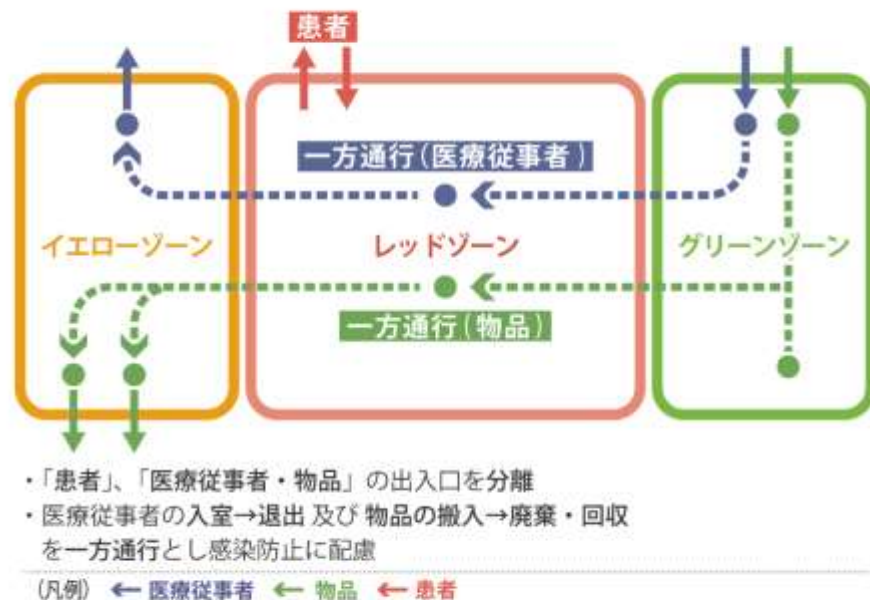 患者
一方通行(医療従事者)
イエローゾーン
レッドゾーン
グリーンゾーン
一方通行(物品)
・「患者」、「医療従事者・物品」の出入口を分離
・医療従事者の入室→退出 及び 物品の搬入→廃棄・回収
を一方通行とし感染防止に配慮
(凡例) ← 医療従事者 ← 物品 ← 患者